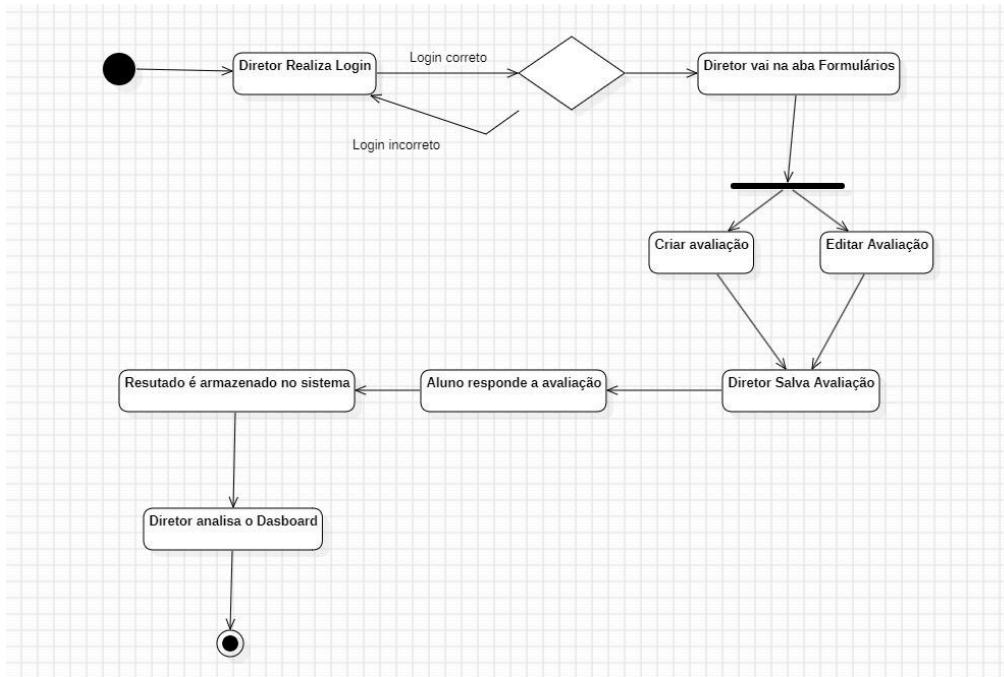 Diretor Realiza Login
Login correto
Diretor vai na aba Formulários
Login incorreto
Criar avaliação
Editar Avaliação
Resutado é armazenado no sistema
Aluno responde a avaliação
Diretor Salva Avaliação
Diretor analisa o Dasboard